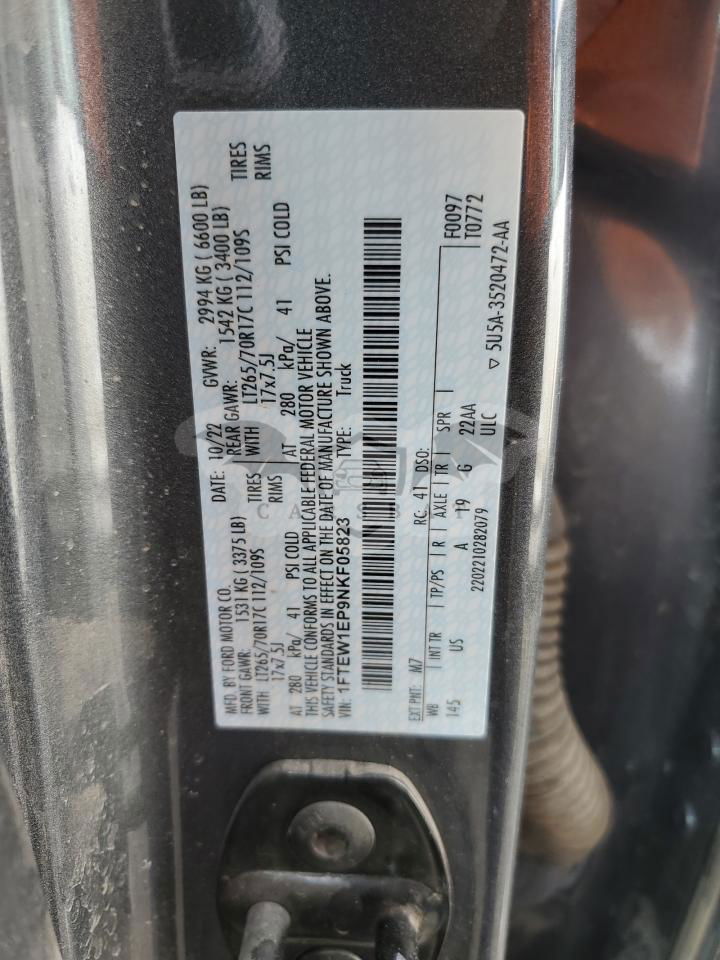 MFD. BY FORD MOTOR CO.
DATE: 10/22 GVWR: 2994 KG ( 6600 LB)
FRONT GAWR: 1531 KG ( 3375 LB) REAR GAWR: 1542 KG ( 3400 LB)
WITH LT265/70R17C 112/109S TIRES WITH LT265/70R17C 112/109S TIRES
17x7.5J RIMS 17x7.5J RIMS
AT 280 kPa/ 41 PSI COLD AT 280 kPa/ 41 PSI COLD
THIS VEHICLE CONFORMS TO ALL APPLICABLE FEDERAL MOTOR VEHICLE
SAFETY STANDARDS IN EFFECT ON THE DATE OF MANUFACTURE SHOWN ABOVE.
VIN: 1FTEW1EP9NKF05823 TYPE: Truck
EXT PNT: M7 RC: 41 DSO: F0097
WB INT TR TP/PS R AXLE TR SPR T0772
145 US A 19 G 22AA
2202210282079 ULC
▽ 5U5A-3520472-AA